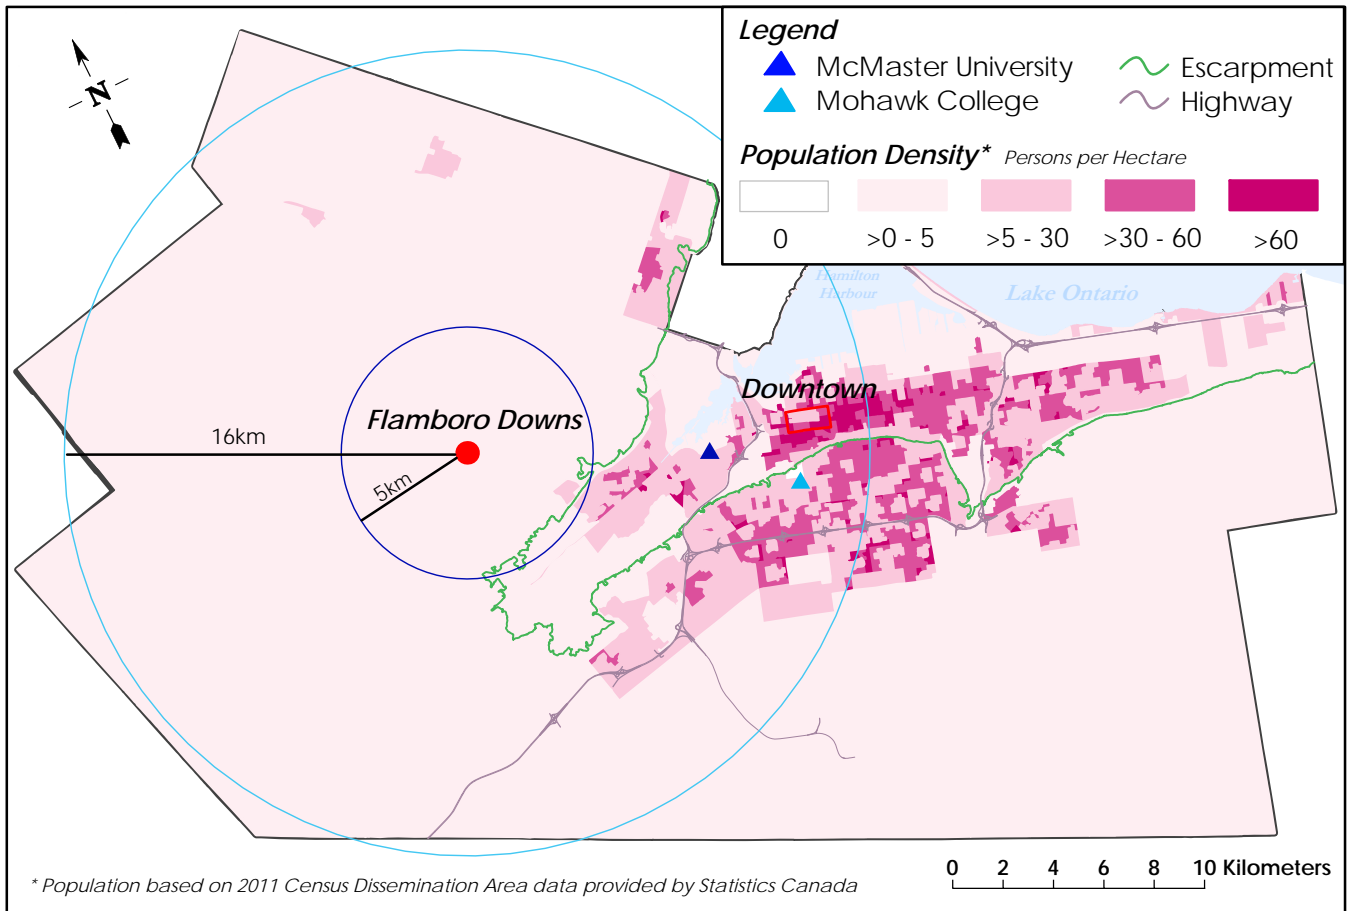 Legend
McMaster University
Escarpment
Mohawk College
Highway
Population Density* Persons per Hectare
0
>0 - 5
>5 - 30
>30 - 60
>60
N
Hamilton
Harbour
Lake Ontario
Downtown
Flamboro Downs
16km
5km
0 2 4 6 8 10 Kilometers
* Population based on 2011 Census Dissemination Area data provided by Statistics Canada